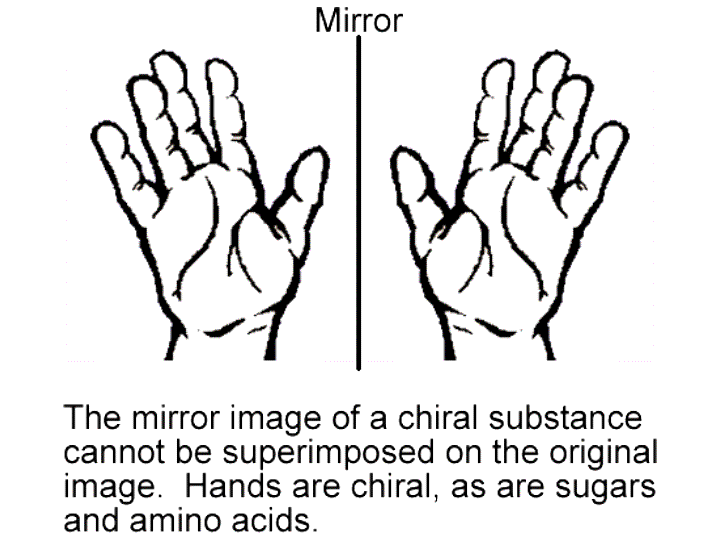 Mirror
The mirror image of a chiral substance
cannot be superimposed on the original
image.  Hands are chiral, as are sugars
and amino acids.